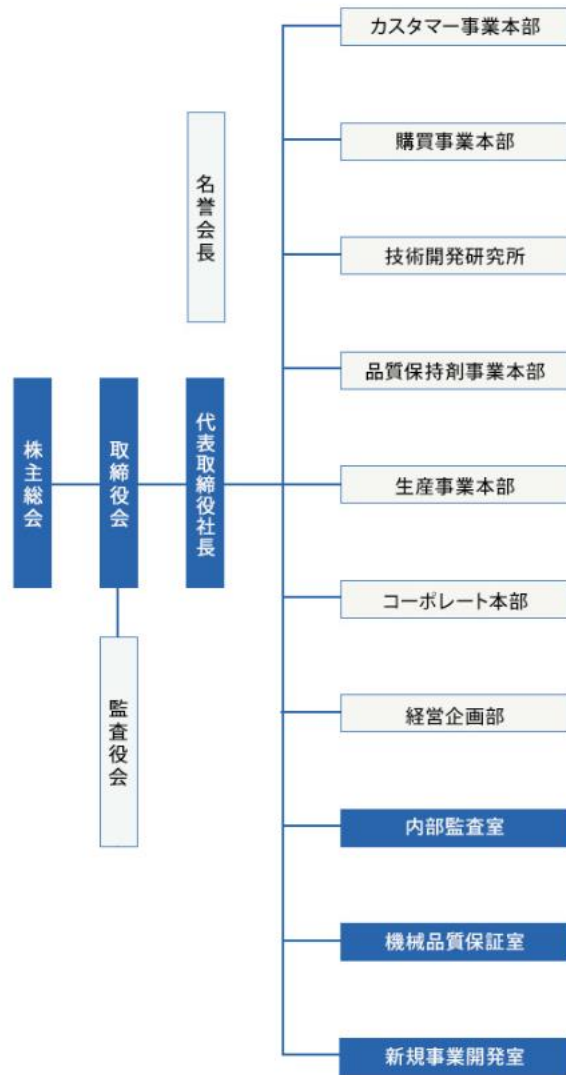 株主総会
取締役会
監査役会
名誉会長
代表取締役社長
カスタマー事業本部
購買事業本部
技術開発研究所
品質保持剤事業本部
生産事業本部
コーポレート本部
経営企画部
内部監査室
機械品質保証室
新規事業開発室